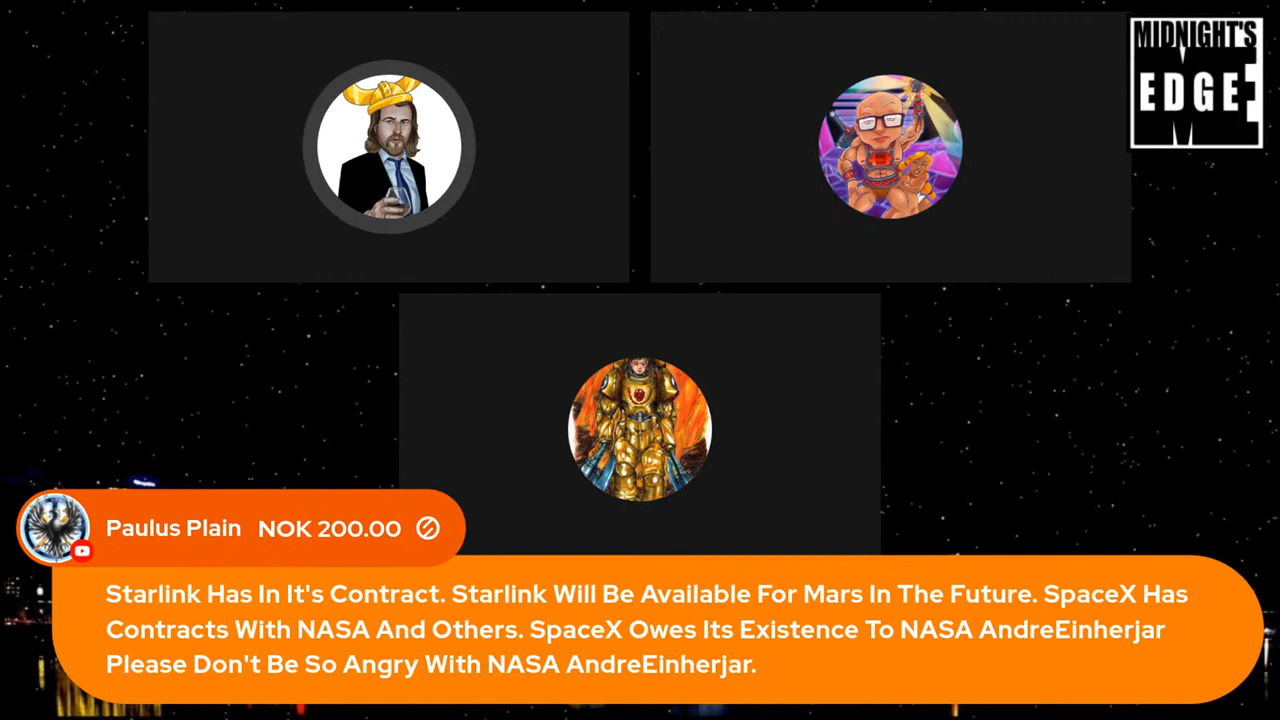 MIDNIGHT'S
EDGE
Paulus Plain NOK 200.00
Starlink Has In It's Contract. Starlink Will Be Available For Mars In The Future. SpaceX Has
Contracts With NASA And Others. SpaceX Owes Its Existence To NASA AndreEinherjar
Please Don't Be So Angry With NASA AndreEinherjar.